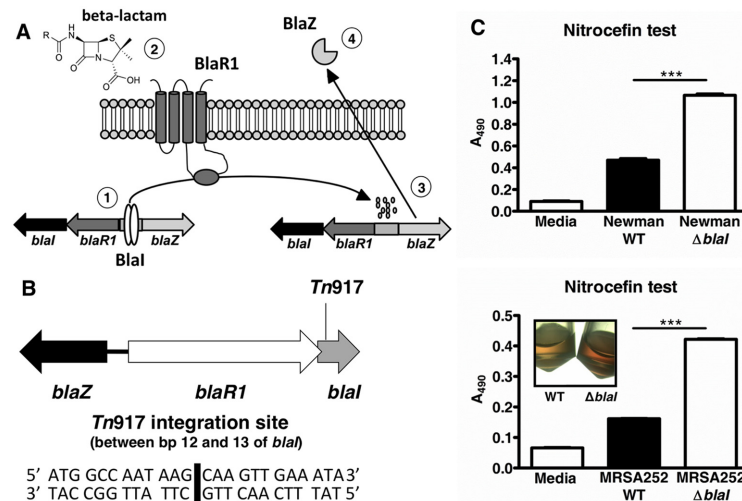 A
beta-lactam
R
H
N
O
S
N
O
O
OH
2
BlaR1
BlaZ
4
1
3
blaI blaR1 blaZ
BlaI
blaI blaR1 blaZ
B
Tn917
blaZ blaR1 blaI
Tn917 integration site
(between bp 12 and 13 of blaI)
5’ ATG GCC AAT AAG CAA GTT GAA ATA 3’
3’ TAC CGG TTA TTC GTT CAA CTT TAT 5’
C
Nitrocefin test
A490
1.4
1.2
1.0
0.8
0.6
0.4
0.2
0.0
***
Media Newman Newman
WT ΔblaI
Nitrocefin test
A490
0.5
0.4
0.3
0.2
0.1
0.0
***
WT ΔblaI
Media MRSA252 MRSA252
WT ΔblaI